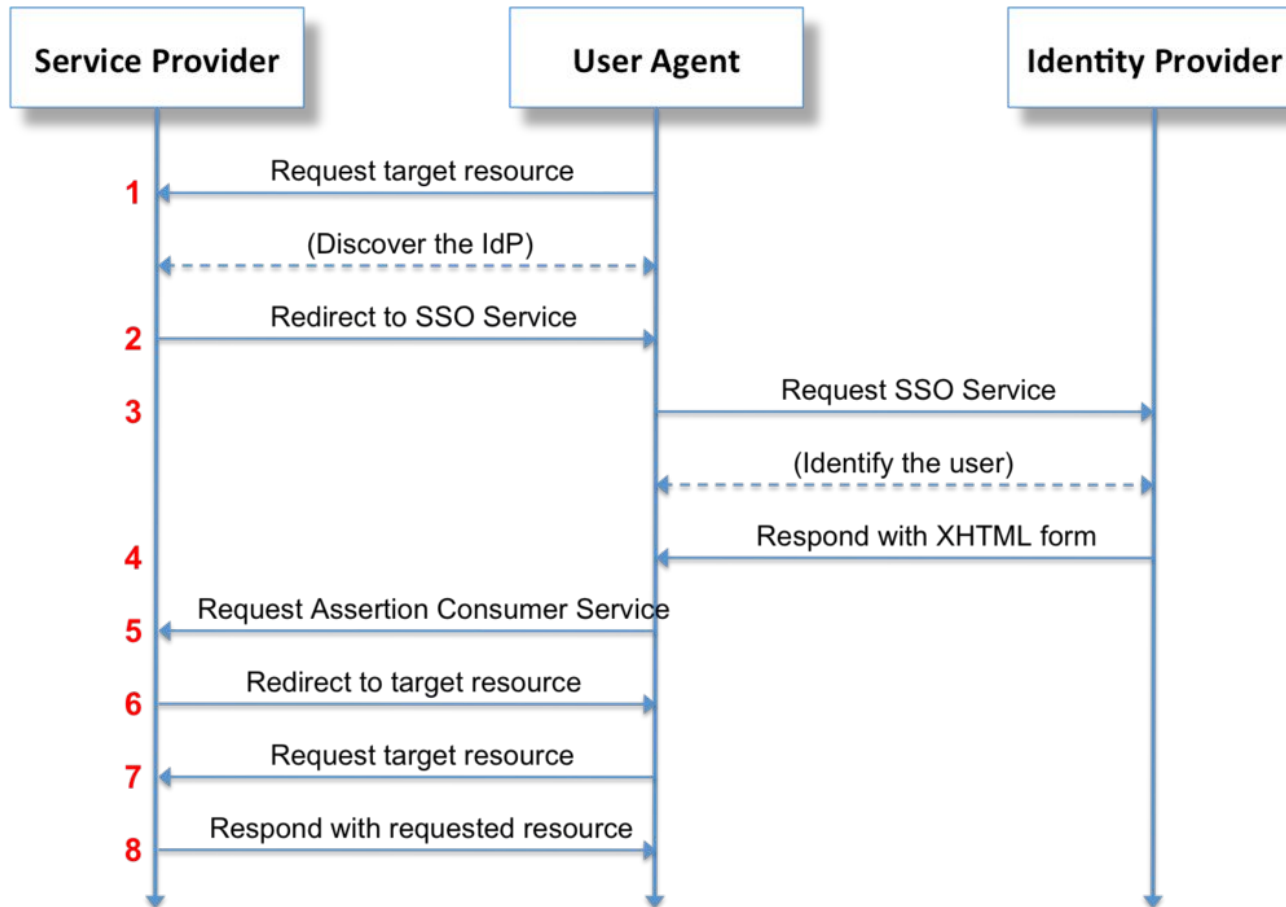 Service Provider
User Agent
Identity Provider
Request target resource
1
(Discover the IdP)
Redirect to SSO Service
2
Request SSO Service
3
(Identify the user)
Respond with XHTML form
4
Request Assertion Consumer Service
5
Redirect to target resource
6
Request target resource
7
Respond with requested resource
8